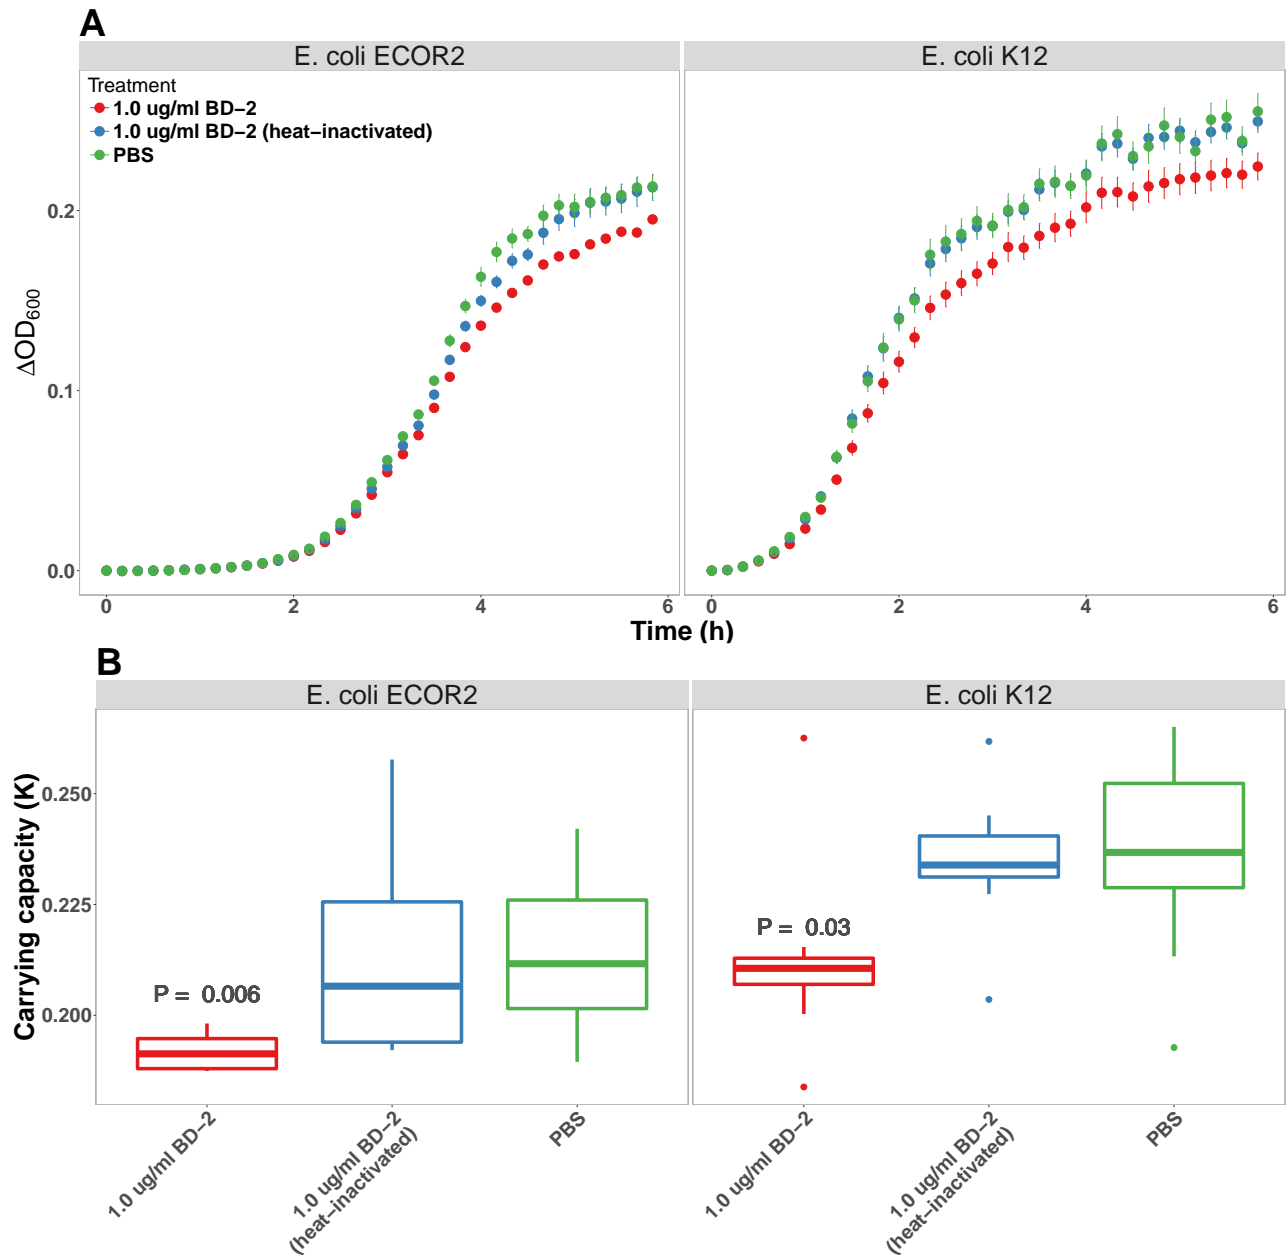 A
E. coli ECOR2
E. coli K12
Treatment
1.0 ug/ml BD−2
1.0 ug/ml BD−2 (heat−inactivated)
PBS
ΔOD600
0.2
0.1
0.0
0 2 4 6
0 2 4 6
Time (h)
B
E. coli ECOR2
E. coli K12
Carrying capacity (K)
0.250
0.225
0.200
P = 0.006
P = 0.03
1.0 ug/ml BD−2
1.0 ug/ml BD−2
(heat−inactivated)
PBS
1.0 ug/ml BD−2
1.0 ug/ml BD−2
(heat−inactivated)
PBS